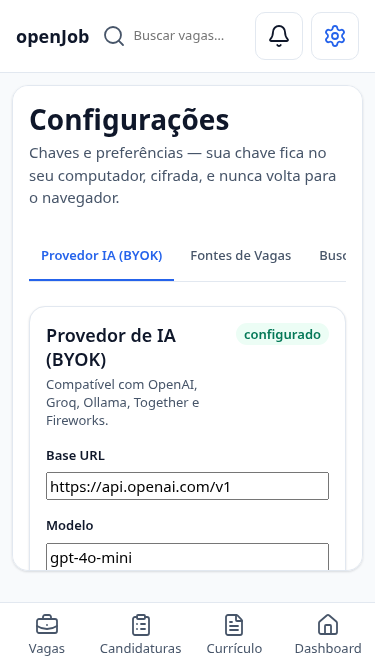 openJob
Buscar vagas...
Configurações
Chaves e preferências — sua chave fica no
seu computador, cifrada, e nunca volta para
o navegador.
Provedor IA (BYOK) Fontes de Vagas Busc
Provedor de IA
(BYOK)
configurado
Compatível com OpenAI,
Groq, Ollama, Together e
Fireworks.
Base URL
https://api.openai.com/v1
Modelo
gpt-4o-mini
Vagas Candidaturas Currículo Dashboard